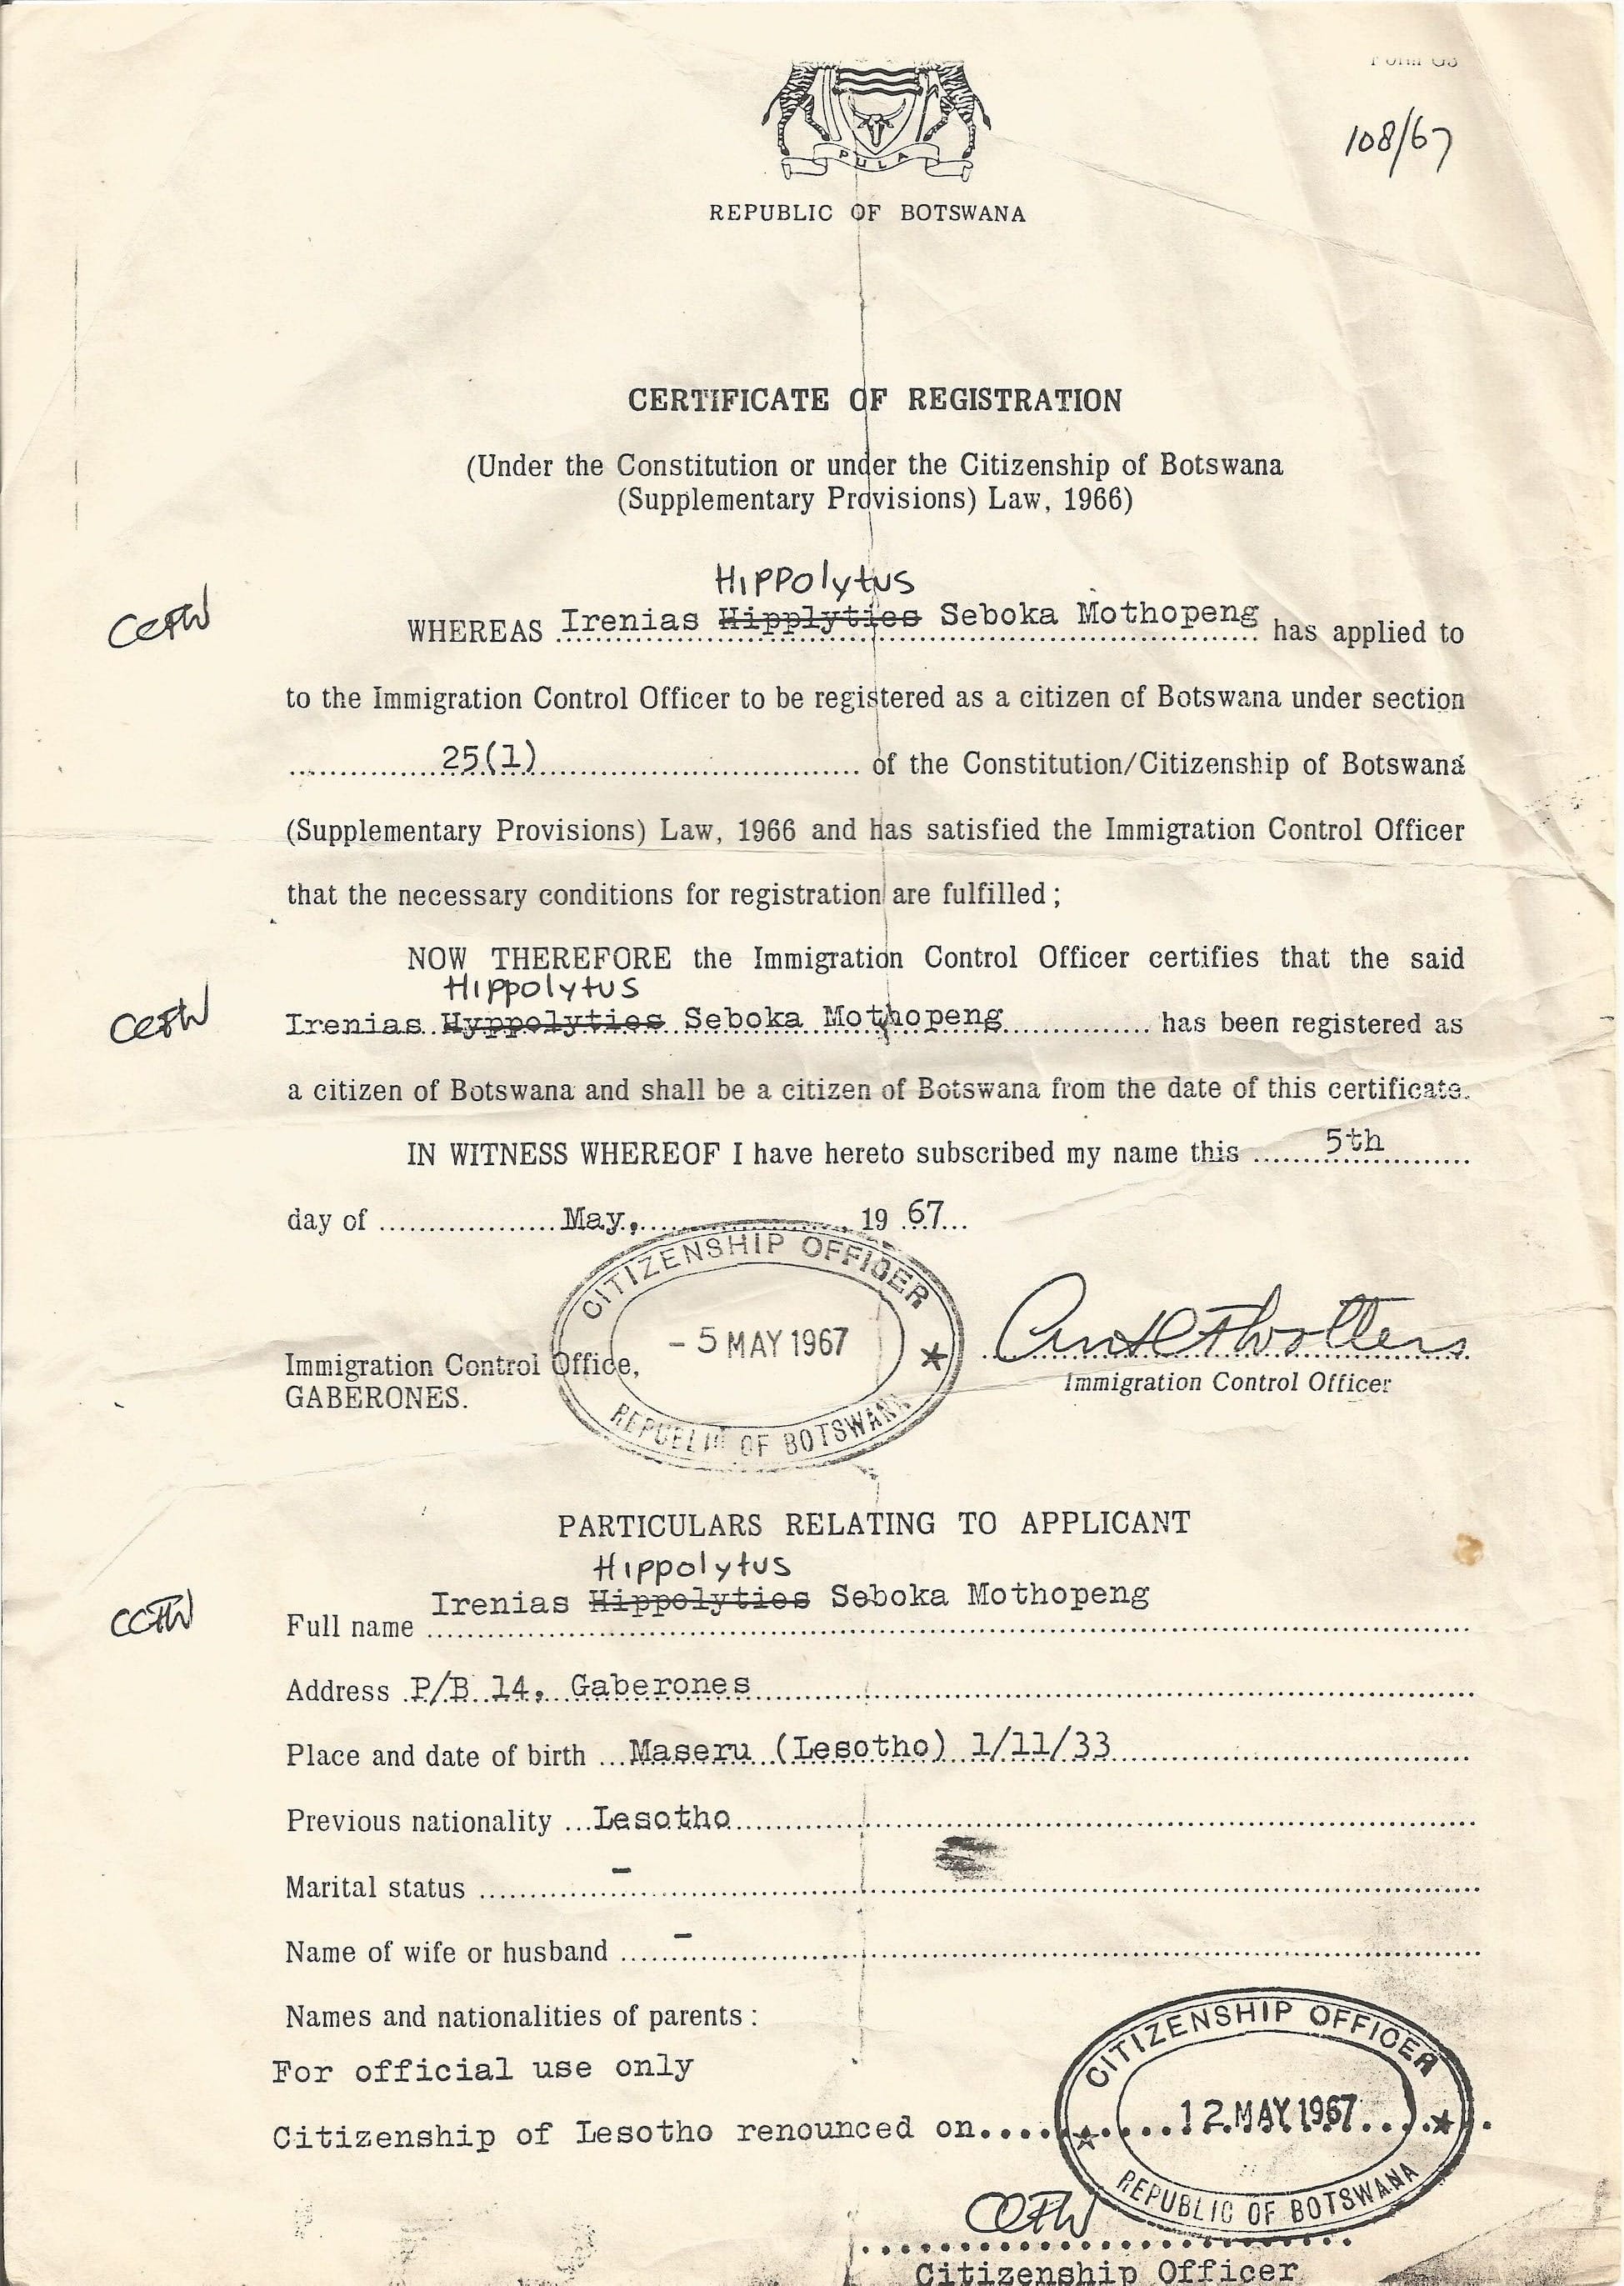 Form G3
108/67
PULA
REPUBLIC OF BOTSWANA
CERTIFICATE OF REGISTRATION
(Under the Constitution or under the Citizenship of Botswana
(Supplementary Provisions) Law, 1966)
Hippolytus
WHEREAS Irenias Hipplyties Seboka Mothopeng has applied to
to the Immigration Control Officer to be registered as a citizen of Botswana under section
25(1) of the Constitution/Citizenship of Botswana
(Supplementary Provisions) Law, 1966 and has satisfied the Immigration Control Officer
that the necessary conditions for registration are fulfilled ;
NOW THEREFORE the Immigration Control Officer certifies that the said
Hippolytus
Irenias Hyppolyties Seboka Mothopeng has been registered as
a citizen of Botswana and shall be a citizen of Botswana from the date of this certificate.
IN WITNESS WHEREOF I have hereto subscribed my name this 5th
day of May, 19 67
CITIZENSHIP OFFICER
- 5 MAY 1967
REPUBLIC OF BOTSWANA
Immigration Control Office,
GABERONES.
Immigration Control Officer
PARTICULARS RELATING TO APPLICANT
Hippolytus
Full name Irenias Hippolyties Seboka Mothopeng
Address P/B 14, Gaberones
Place and date of birth Maseru (Lesotho) 1/11/33
Previous nationality Lesotho
Marital status -
Name of wife or husband -
Names and nationalities of parents :
For official use only
Citizenship of Lesotho renounced on
CITIZENSHIP OFFICER
12 MAY 1967
REPUBLIC OF BOTSWANA
Citizenship Officer